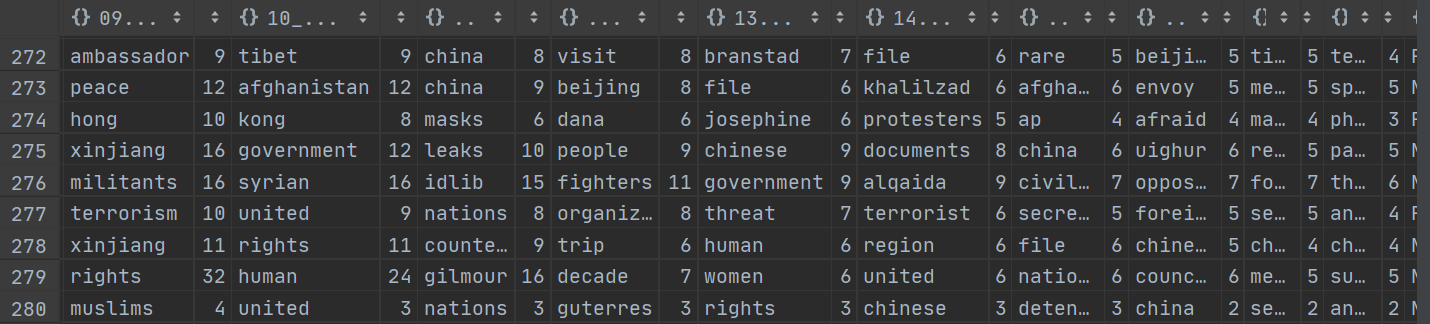 {} 09... {} 10_... {} .. {} ... {} 13... {} 14... {} .. {} .. {} {}
272 ambassador 9 tibet 9 china 8 visit 8 branstad 7 file 6 rare 5 beiji… 5 ti… 5 te… 4
273 peace 12 afghanistan 12 china 9 beijing 8 file 6 khalilzad 6 afgha… 6 envoy 5 me… 5 sp… 5
274 hong 10 kong 8 masks 6 dana 6 josephine 6 protesters 5 ap 4 afraid 4 ma… 4 ph… 3
275 xinjiang 16 government 12 leaks 10 people 9 chinese 9 documents 8 china 6 uighur 6 re… 5 pa… 5
276 militants 16 syrian 16 idlib 15 fighters 11 government 9 alqaida 9 civil… 7 oppos… 7 fo… 7 th… 6
277 terrorism 10 united 9 nations 8 organiz… 8 threat 7 terrorist 6 secre… 5 forei… 5 se… 5 an… 4
278 xinjiang 11 rights 11 counte… 9 trip 6 human 6 region 6 file 6 chine… 5 ch… 4 ch… 4
279 rights 32 human 24 gilmour 16 decade 7 women 6 united 6 natio… 6 counc… 6 me… 5 su… 5
280 muslims 4 united 3 nations 3 guterres 3 rights 3 chinese 3 deten… 3 china 2 se… 2 an… 2